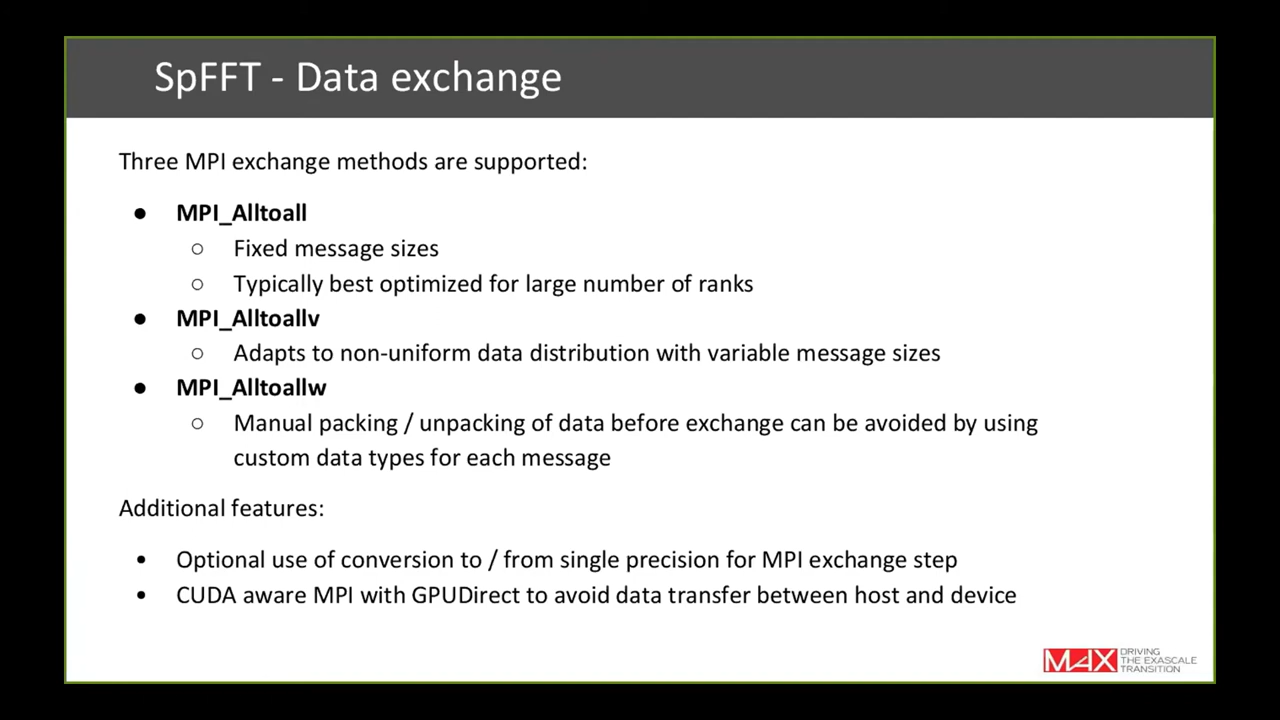 SpFFT - Data exchange
Three MPI exchange methods are supported:
● MPI_Alltoall
○ Fixed message sizes
○ Typically best optimized for large number of ranks
● MPI_Alltoallv
○ Adapts to non-uniform data distribution with variable message sizes
● MPI_Alltoallw
○ Manual packing / unpacking of data before exchange can be avoided by using
custom data types for each message
Additional features:
• Optional use of conversion to / from single precision for MPI exchange step
• CUDA aware MPI with GPUDirect to avoid data transfer between host and device
MAX
DRIVING
THE EXASCALE
TRANSITION